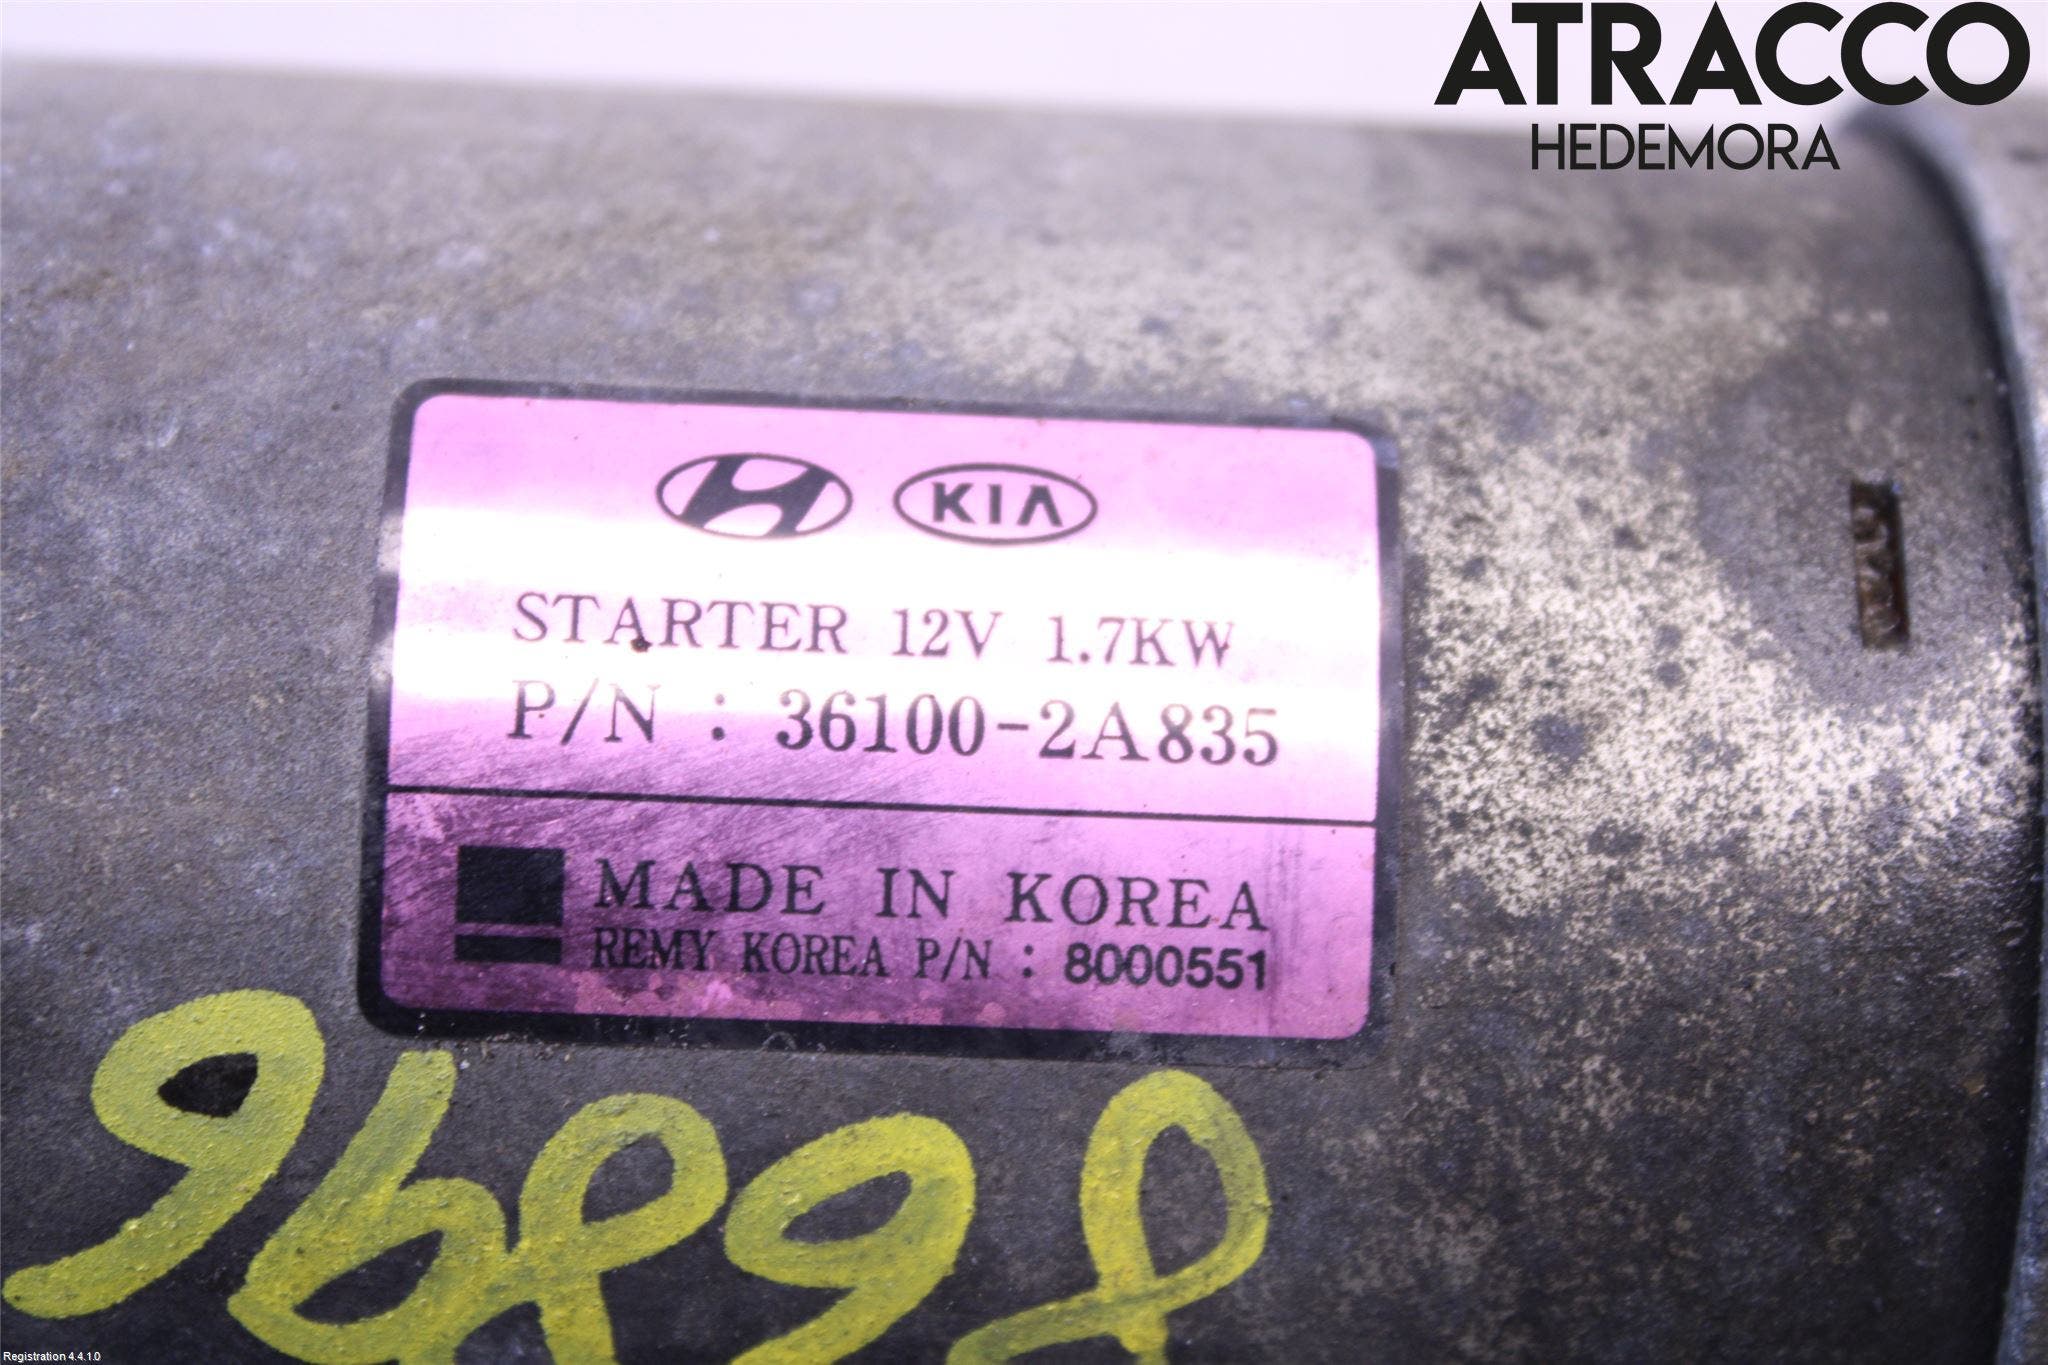 ATRACCO
HEDEMORA
KIA
STARTER 12V 1.7KW
P/N : 36100-2A835
MADE IN KOREA
REMY KOREA P/N : 8000551
Registration 4.4.1.0